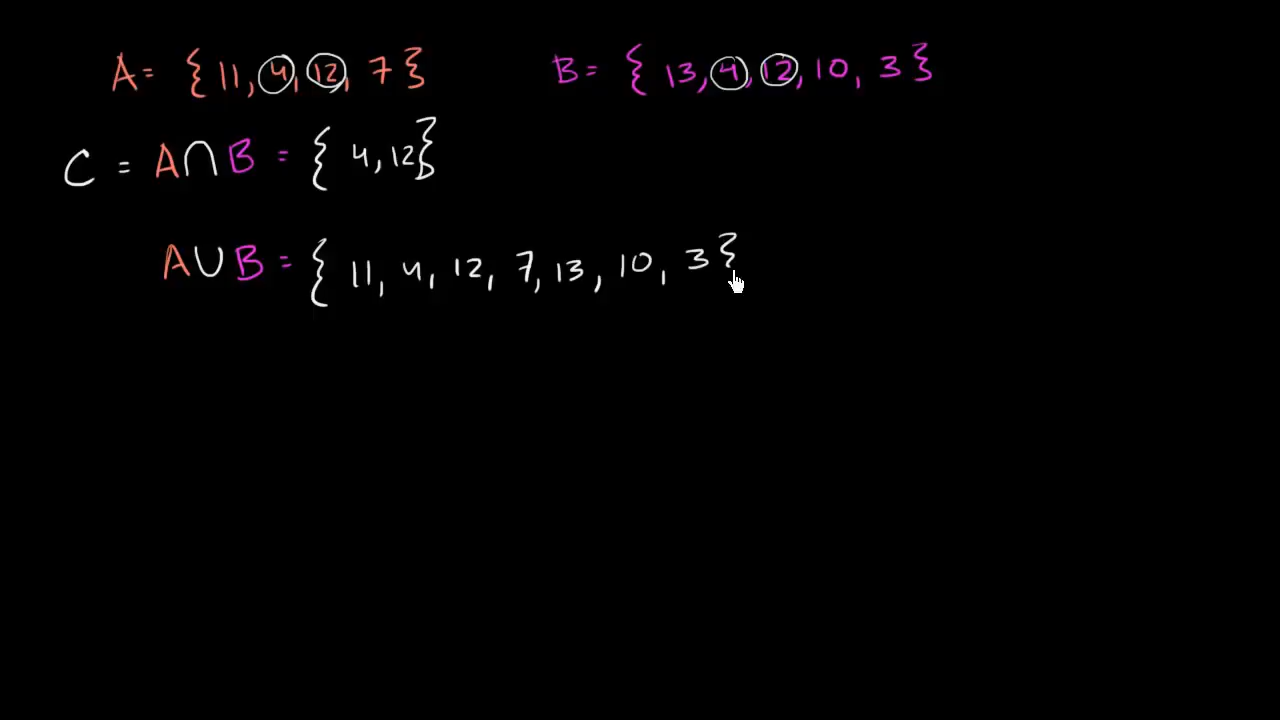 A = { 11, 4, 12, 7 } B = { 13, 4, 12, 10, 3 }
C = A ∩ B = { 4, 12 }
A ∪ B = { 11, 4, 12, 7, 13, 10, 3 }